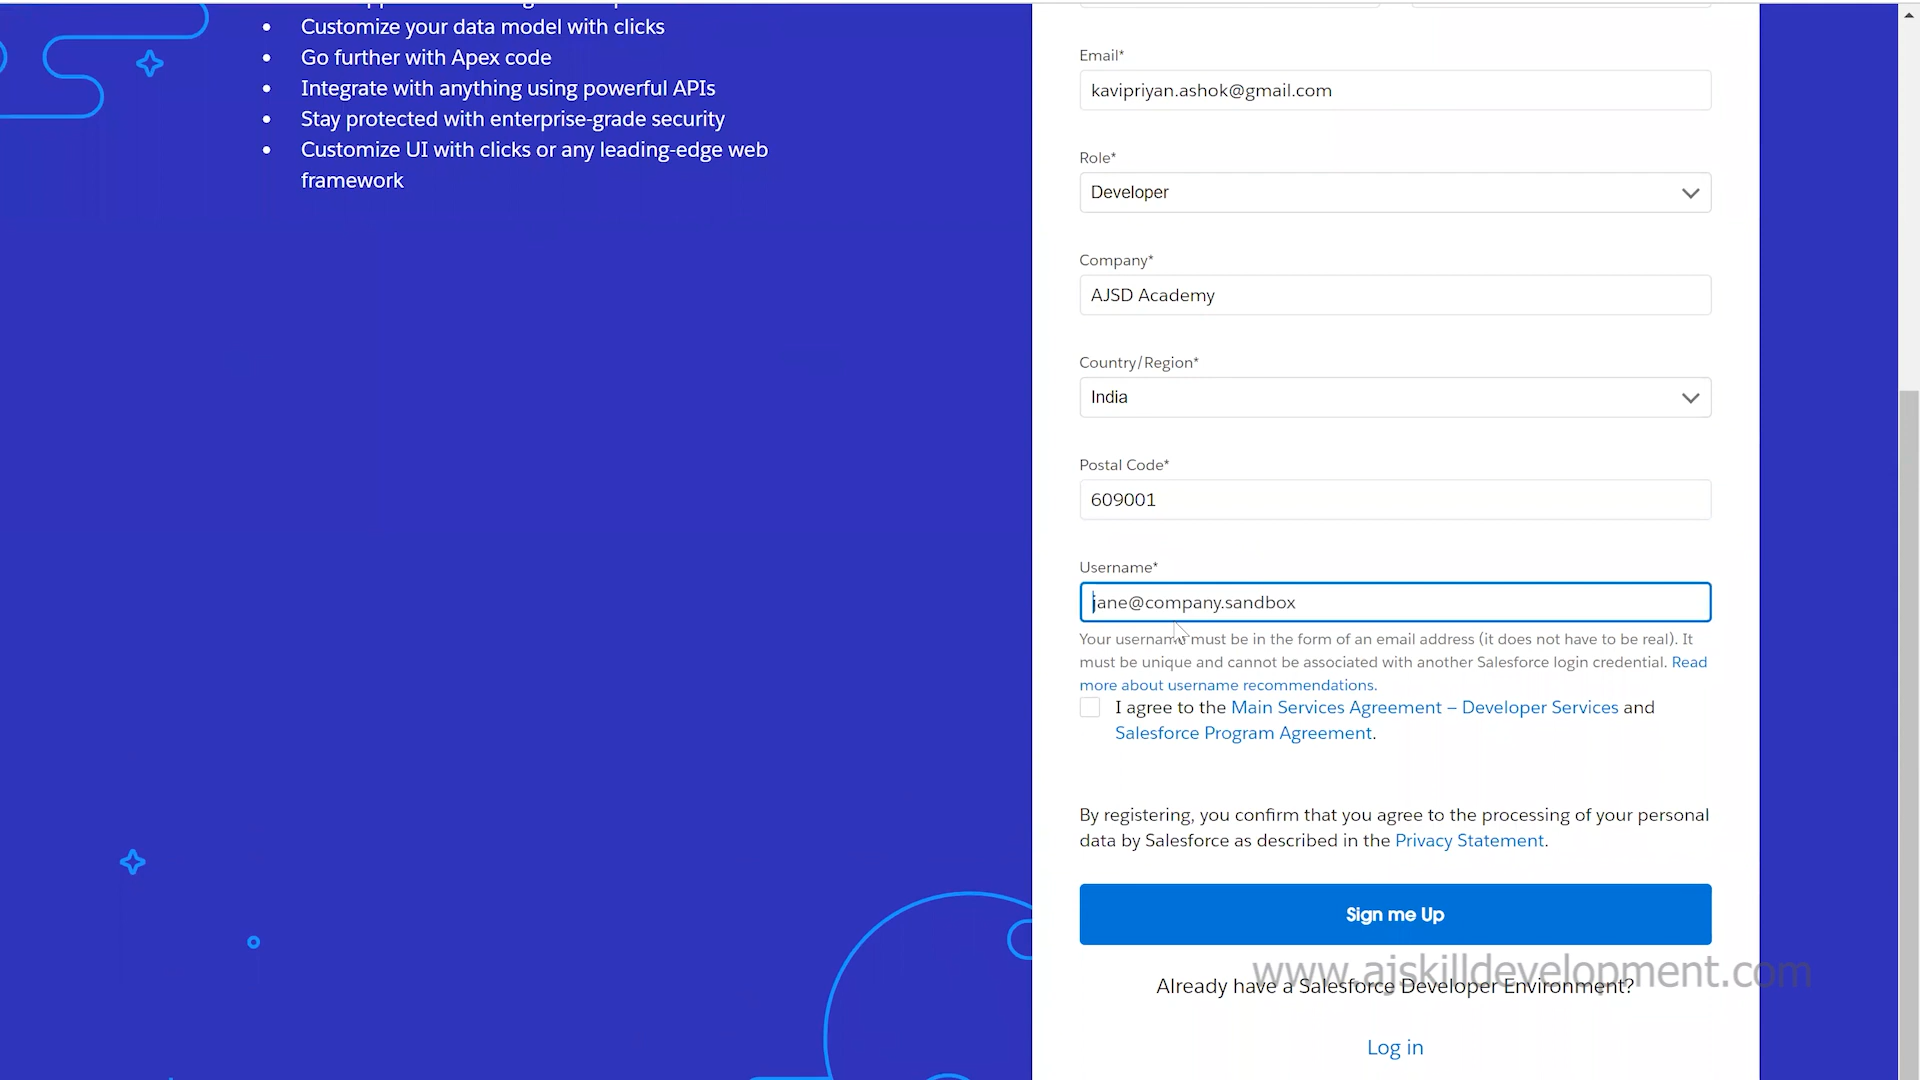 Customize your data model with clicks
Go further with Apex code
Integrate with anything using powerful APIs
Stay protected with enterprise-grade security
Customize UI with clicks or any leading-edge web
framework
Email*
kavipriyan.ashok@gmail.com
Role*
Developer
Company*
AJSD Academy
Country/Region*
India
Postal Code*
609001
Username*
jane@company.sandbox
Your username must be in the form of an email address (it does not have to be real). It
must be unique and cannot be associated with another Salesforce login credential. Read
more about username recommendations.
I agree to the Main Services Agreement – Developer Services and
Salesforce Program Agreement.
By registering, you confirm that you agree to the processing of your personal
data by Salesforce as described in the Privacy Statement.
Sign me Up
www.ajskilldevelopment.com
Already have a Salesforce Developer Environment?
Log in